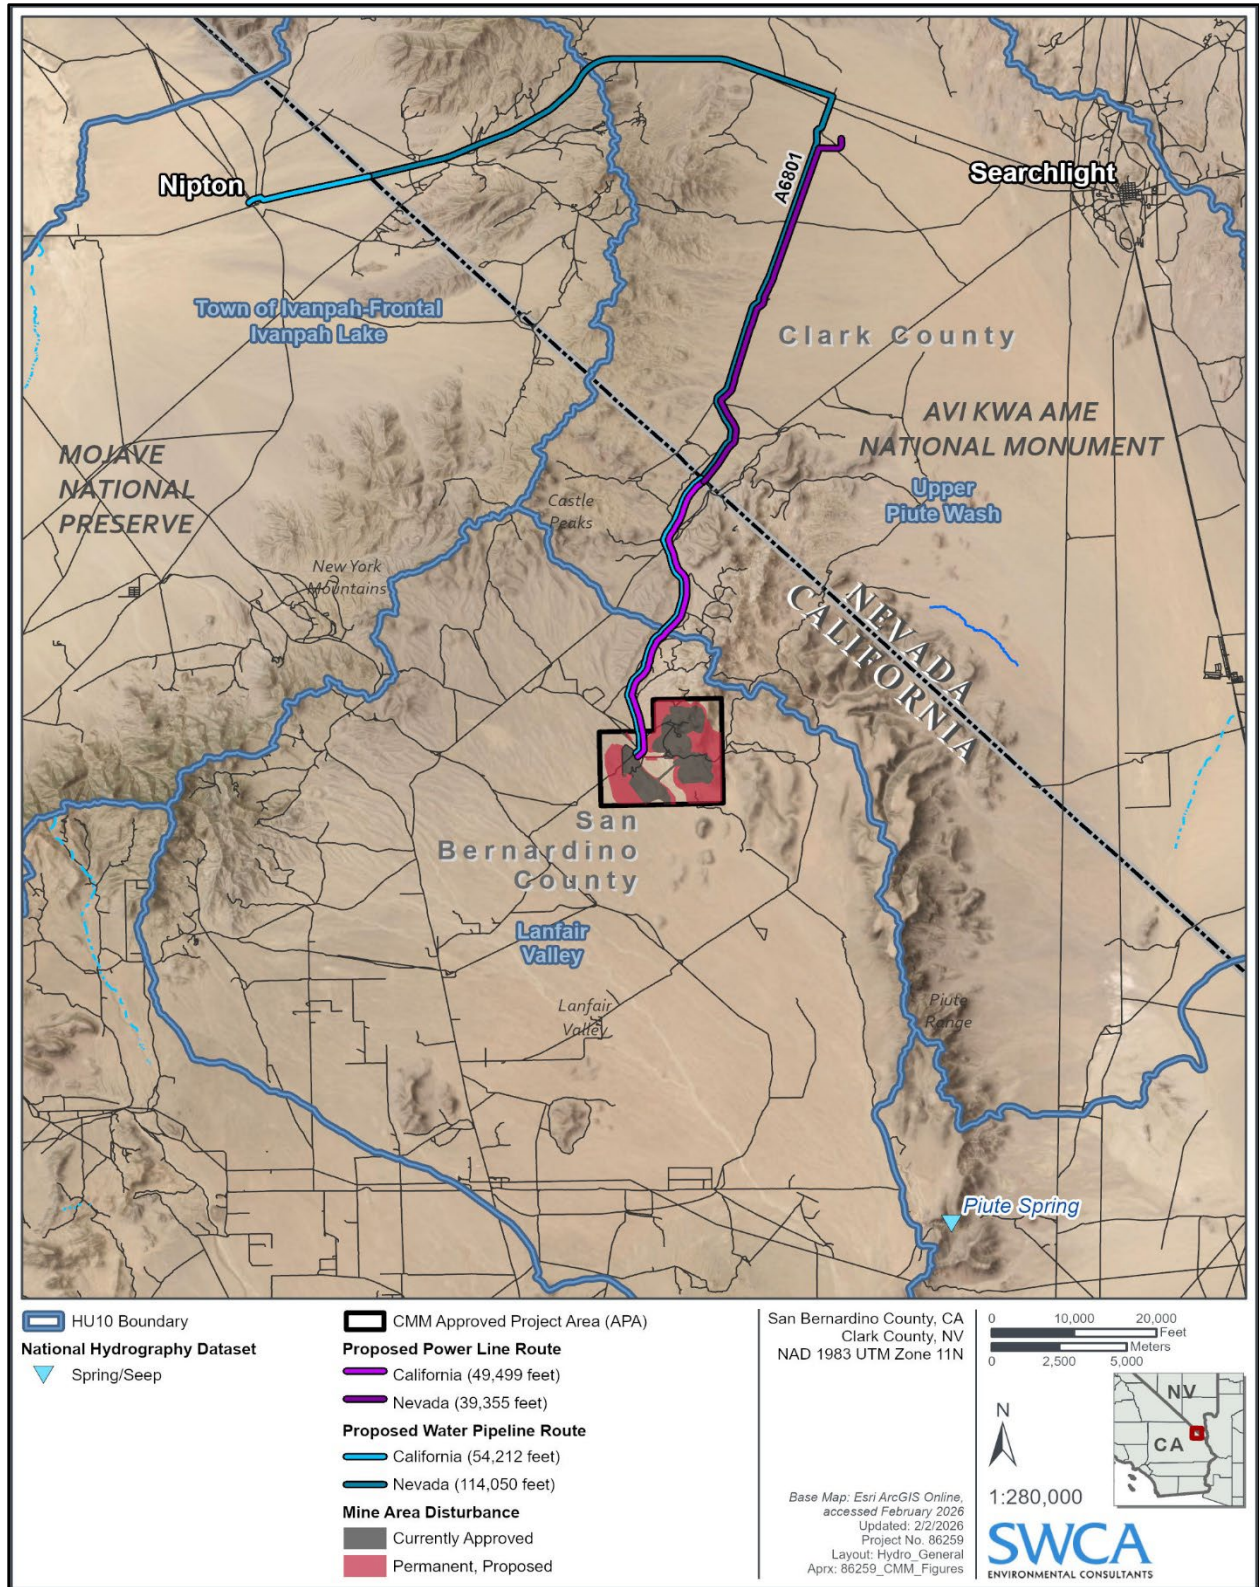 Nipton
Searchlight
A6801
Town of Ivanpah-Frontal
Ivanpah Lake
Clark County
AVI KWA AME
NATIONAL MONUMENT
MOJAVE
NATIONAL
PRESERVE
Upper
Piute Wash
Castle
Peaks
New York
Mountains
NEVADA
CALIFORNIA
San
Bernardino
County
Lanfair
Valley
Lanfair
Valley
Piute
Range
Piute Spring
HU10 Boundary
National Hydrography Dataset
Spring/Seep
CMM Approved Project Area (APA)
Proposed Power Line Route
California (49,499 feet)
Nevada (39,355 feet)
Proposed Water Pipeline Route
California (54,212 feet)
Nevada (114,050 feet)
Mine Area Disturbance
Currently Approved
Permanent, Proposed
San Bernardino County, CA
Clark County, NV
NAD 1983 UTM Zone 11N
Base Map: Esri ArcGIS Online,
accessed February 2026
Updated: 2/2/2026
Project No. 86259
Layout: Hydro_General
Aprx: 86259_CMM_Figures
0 10,000 20,000
Feet
Meters
0 2,500 5,000
N
1:280,000
NV
CA
SWCA
ENVIRONMENTAL CONSULTANTS